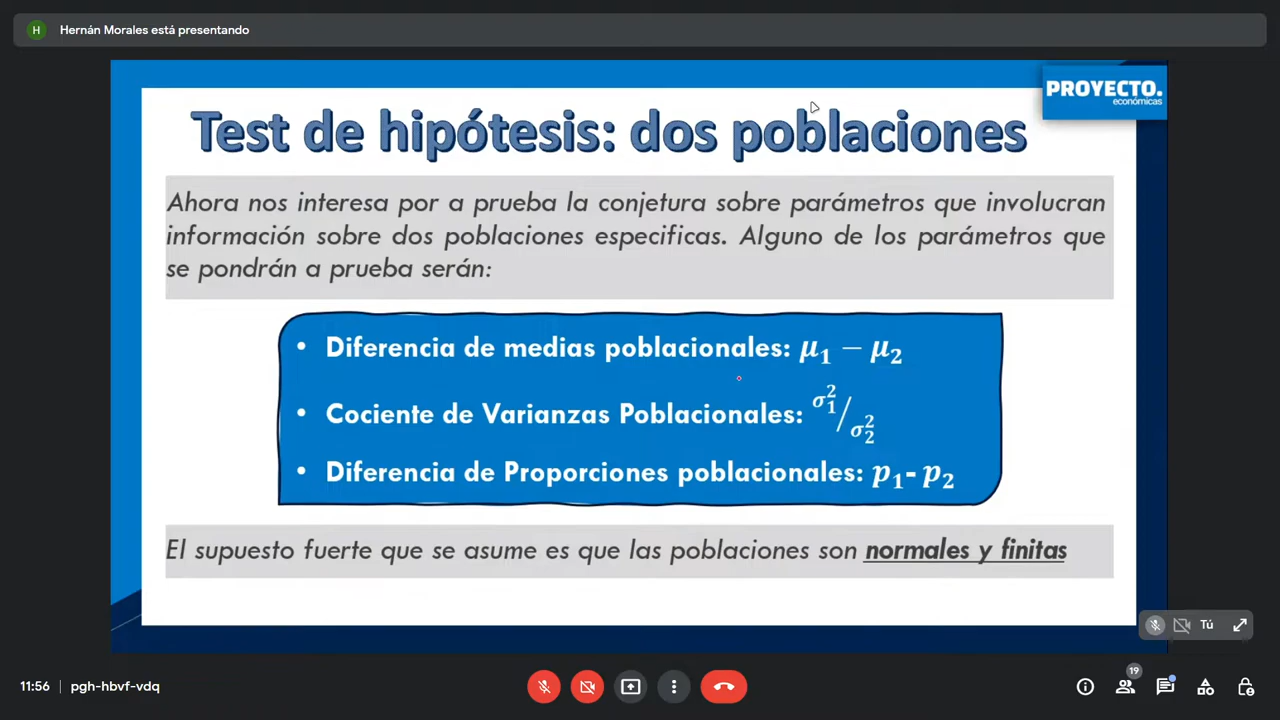 H Hernán Morales está presentando
PROYECTO.
económicas
Test de hipótesis: dos poblaciones
Ahora nos interesa por a prueba la conjetura sobre parámetros que involucran
información sobre dos poblaciones especificas. Alguno de los parámetros que
se pondrán a prueba serán:
• Diferencia de medias poblacionales: μ₁ − μ₂
• Cociente de Varianzas Poblacionales: σ₁²/σ₂²
• Diferencia de Proporciones poblacionales: p₁- p₂
El supuesto fuerte que se asume es que las poblaciones son normales y finitas
Tú
11:56 | pgh-hbvf-vdq
19